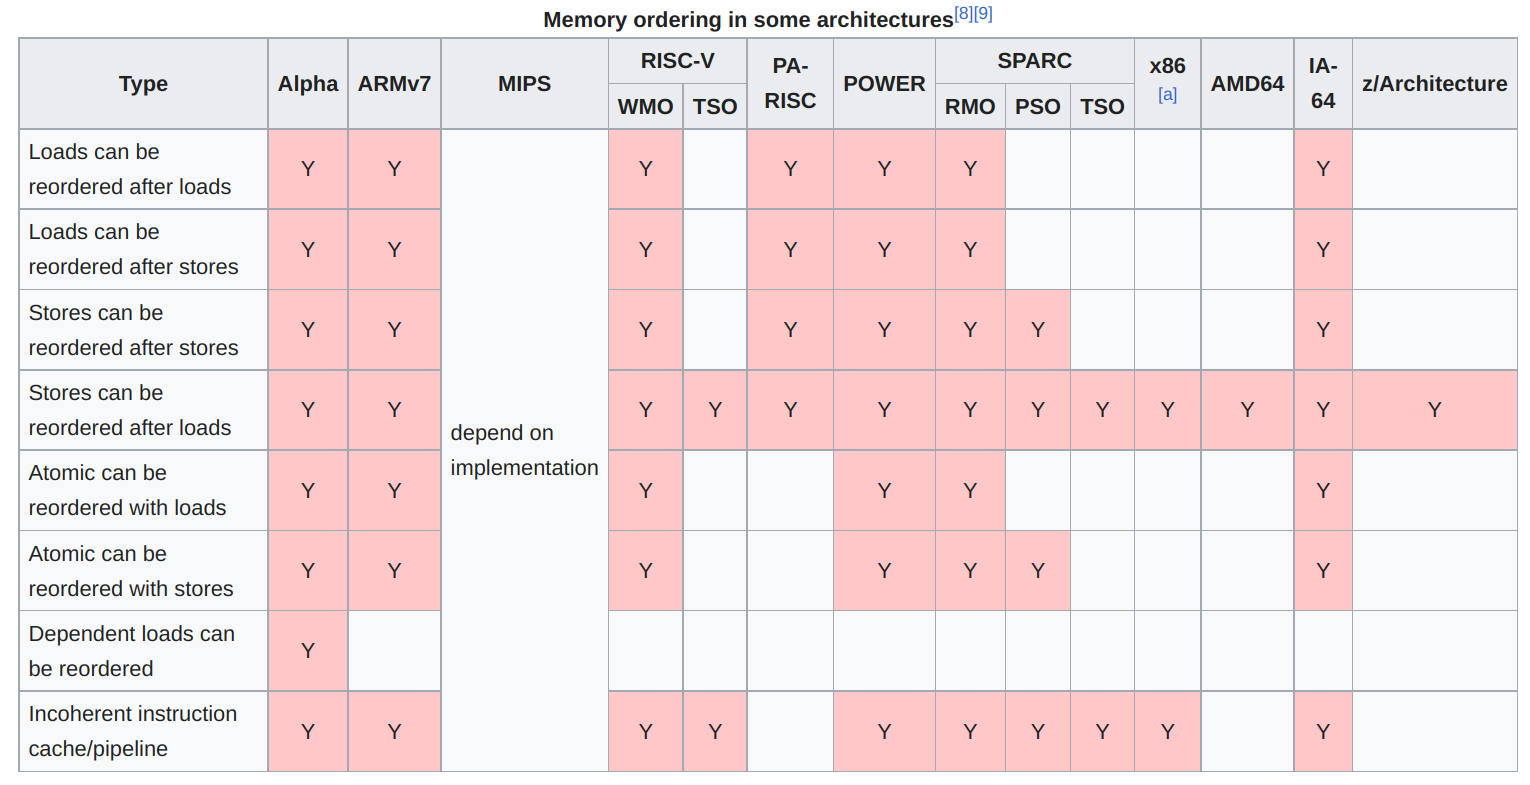 Memory ordering in some architectures[8][9]
Type Alpha ARMv7 MIPS RISC-V PA-RISC POWER SPARC x86 [a] AMD64 IA-64 z/Architecture
WMO TSO RMO PSO TSO
Loads can be
reordered after loads Y Y depend on implementation Y Y Y Y Y
Loads can be
reordered after stores Y Y Y Y Y Y Y
Stores can be
reordered after stores Y Y Y Y Y Y Y Y
Stores can be
reordered after loads Y Y Y Y Y Y Y Y Y Y Y Y Y
Atomic can be
reordered with loads Y Y Y Y Y Y
Atomic can be
reordered with stores Y Y Y Y Y Y Y
Dependent loads can
be reordered Y
Incoherent instruction
cache/pipeline Y Y Y Y Y Y Y Y Y Y